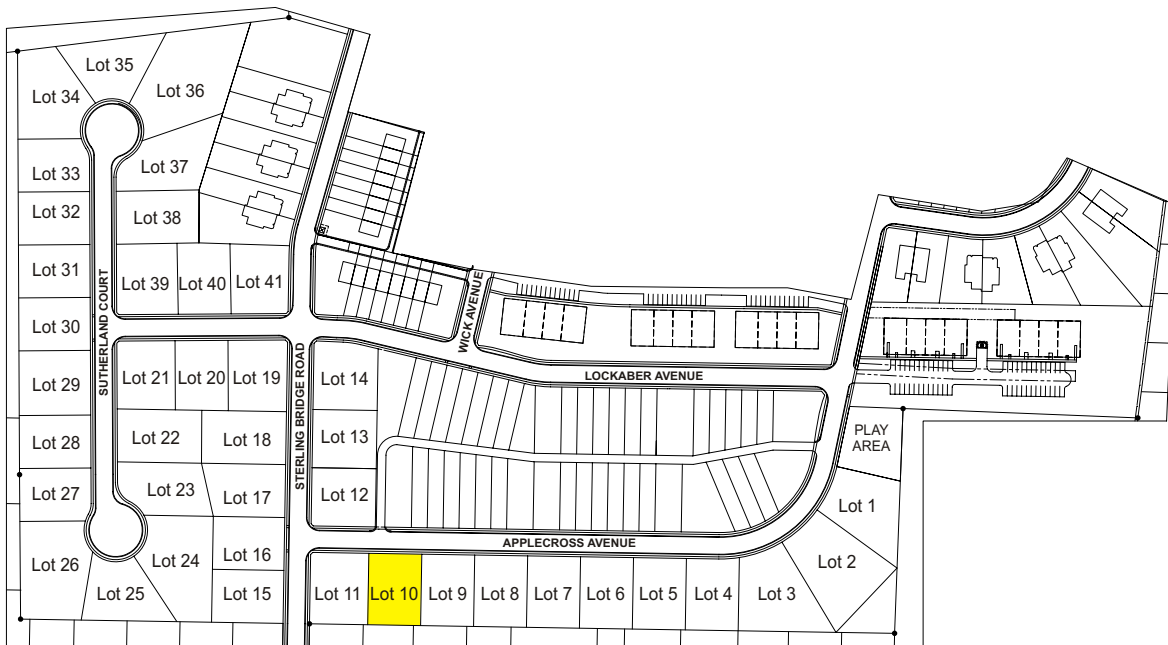 Lot 35
Lot 34
Lot 36
Lot 33
Lot 37
Lot 32
Lot 38
Lot 31
Lot 39
Lot 40
Lot 41
SUTHERLAND COURT
WICK AVENUE
Lot 30
Lot 29
Lot 21
Lot 20
Lot 19
STERLING BRIDGE ROAD
Lot 14
LOCKABER AVENUE
Lot 28
Lot 22
Lot 18
Lot 13
PLAY
AREA
Lot 27
Lot 23
Lot 17
Lot 12
Lot 1
Lot 26
Lot 24
Lot 16
APPLECROSS AVENUE
Lot 2
Lot 25
Lot 15
Lot 11
Lot 10
Lot 9
Lot 8
Lot 7
Lot 6
Lot 5
Lot 4
Lot 3